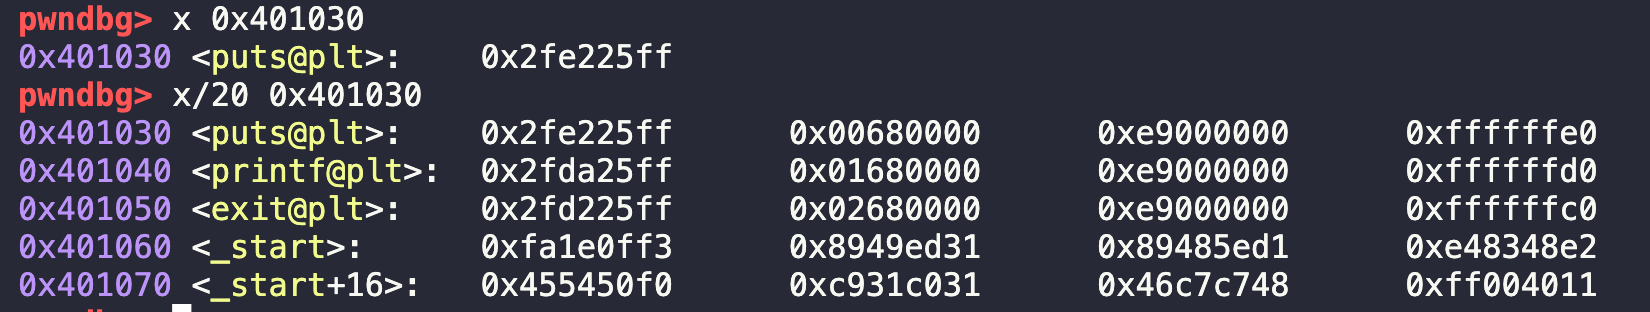 pwndbg> x 0x401030
0x401030 <puts@plt>: 0x2fe225ff
pwndbg> x/20 0x401030
0x401030 <puts@plt>: 0x2fe225ff 0x00680000 0xe9000000 0xffffffe0
0x401040 <printf@plt>: 0x2fda25ff 0x01680000 0xe9000000 0xffffffd0
0x401050 <exit@plt>: 0x2fd225ff 0x02680000 0xe9000000 0xffffffc0
0x401060 <_start>: 0xfa1e0ff3 0x8949ed31 0x89485ed1 0xe48348e2
0x401070 <_start+16>: 0x455450f0 0xc931c031 0x46c7c748 0xff004011